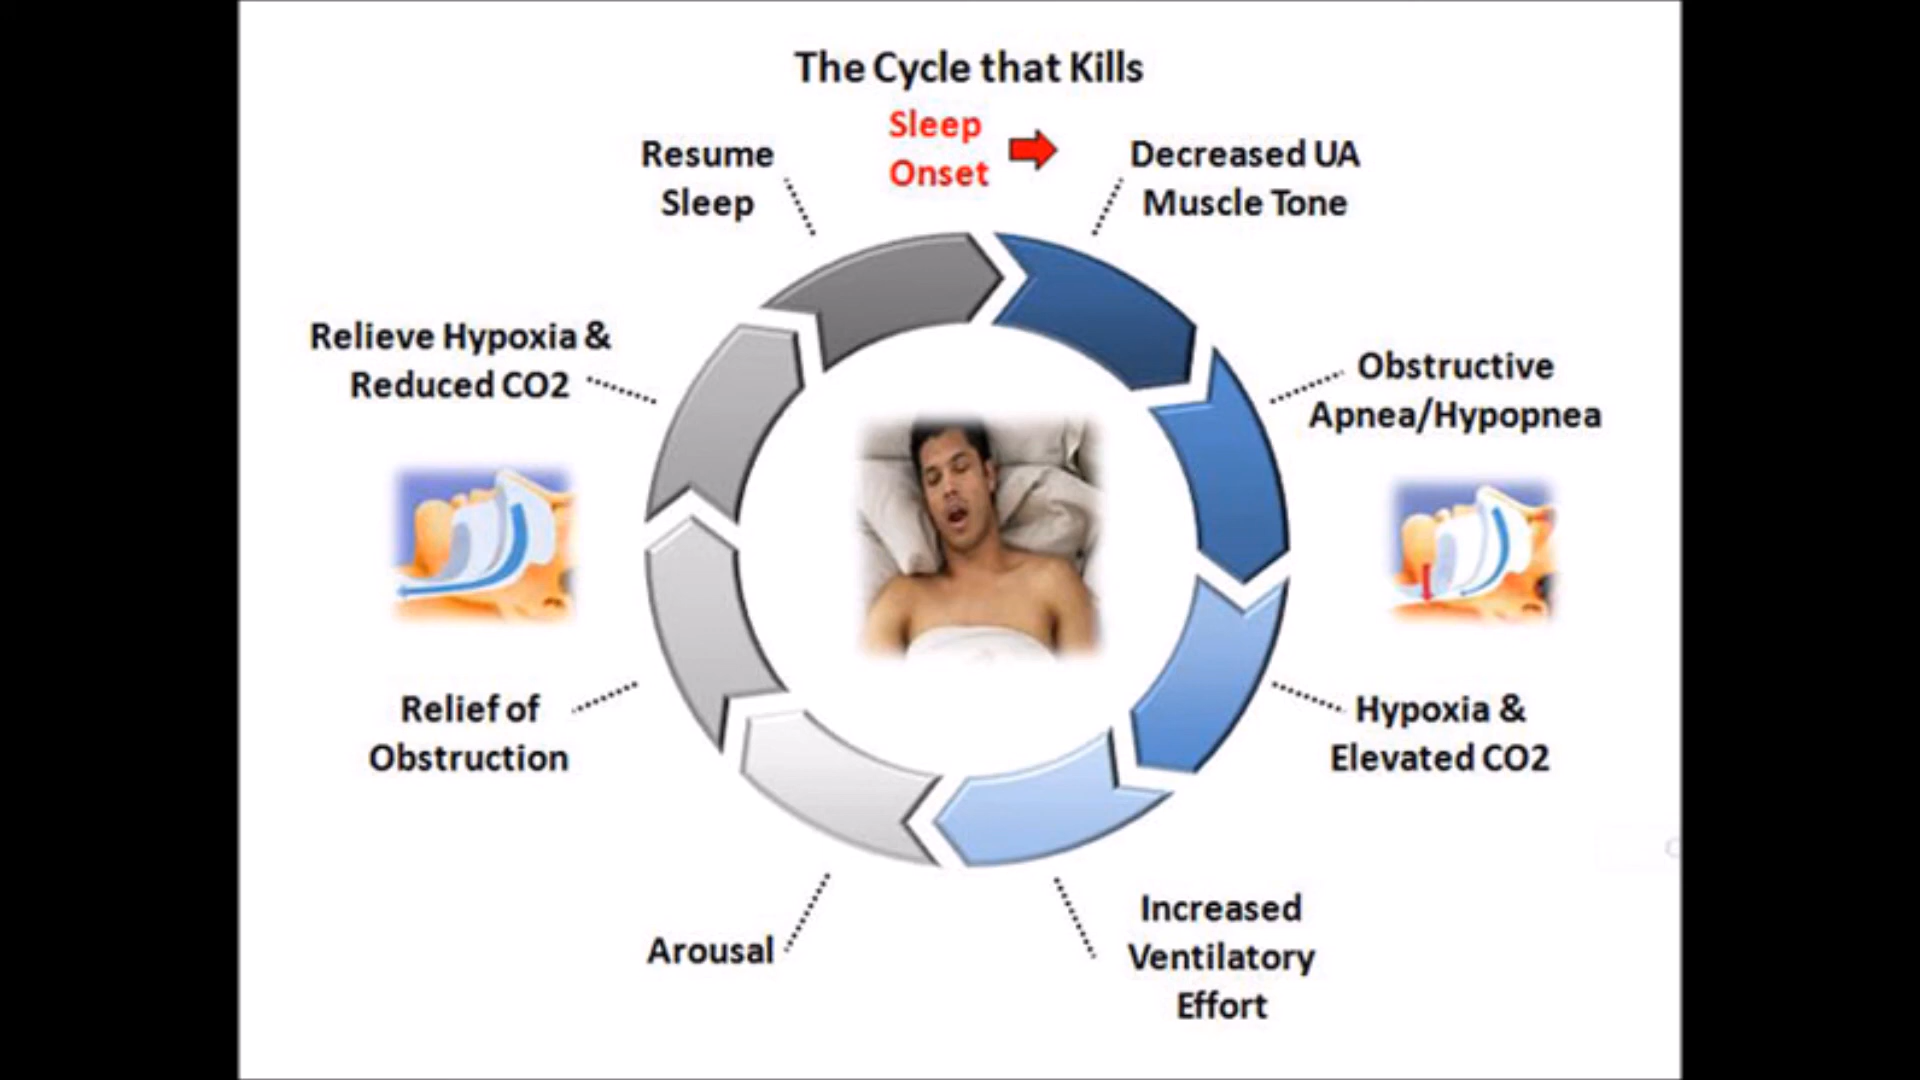 The Cycle that Kills
Sleep
Onset
Decreased UA
Muscle Tone
Obstructive
Apnea/Hypopnea
Hypoxia &
Elevated CO2
Increased
Ventilatory
Effort
Arousal
Relief of
Obstruction
Relieve Hypoxia &
Reduced CO2
Resume
Sleep